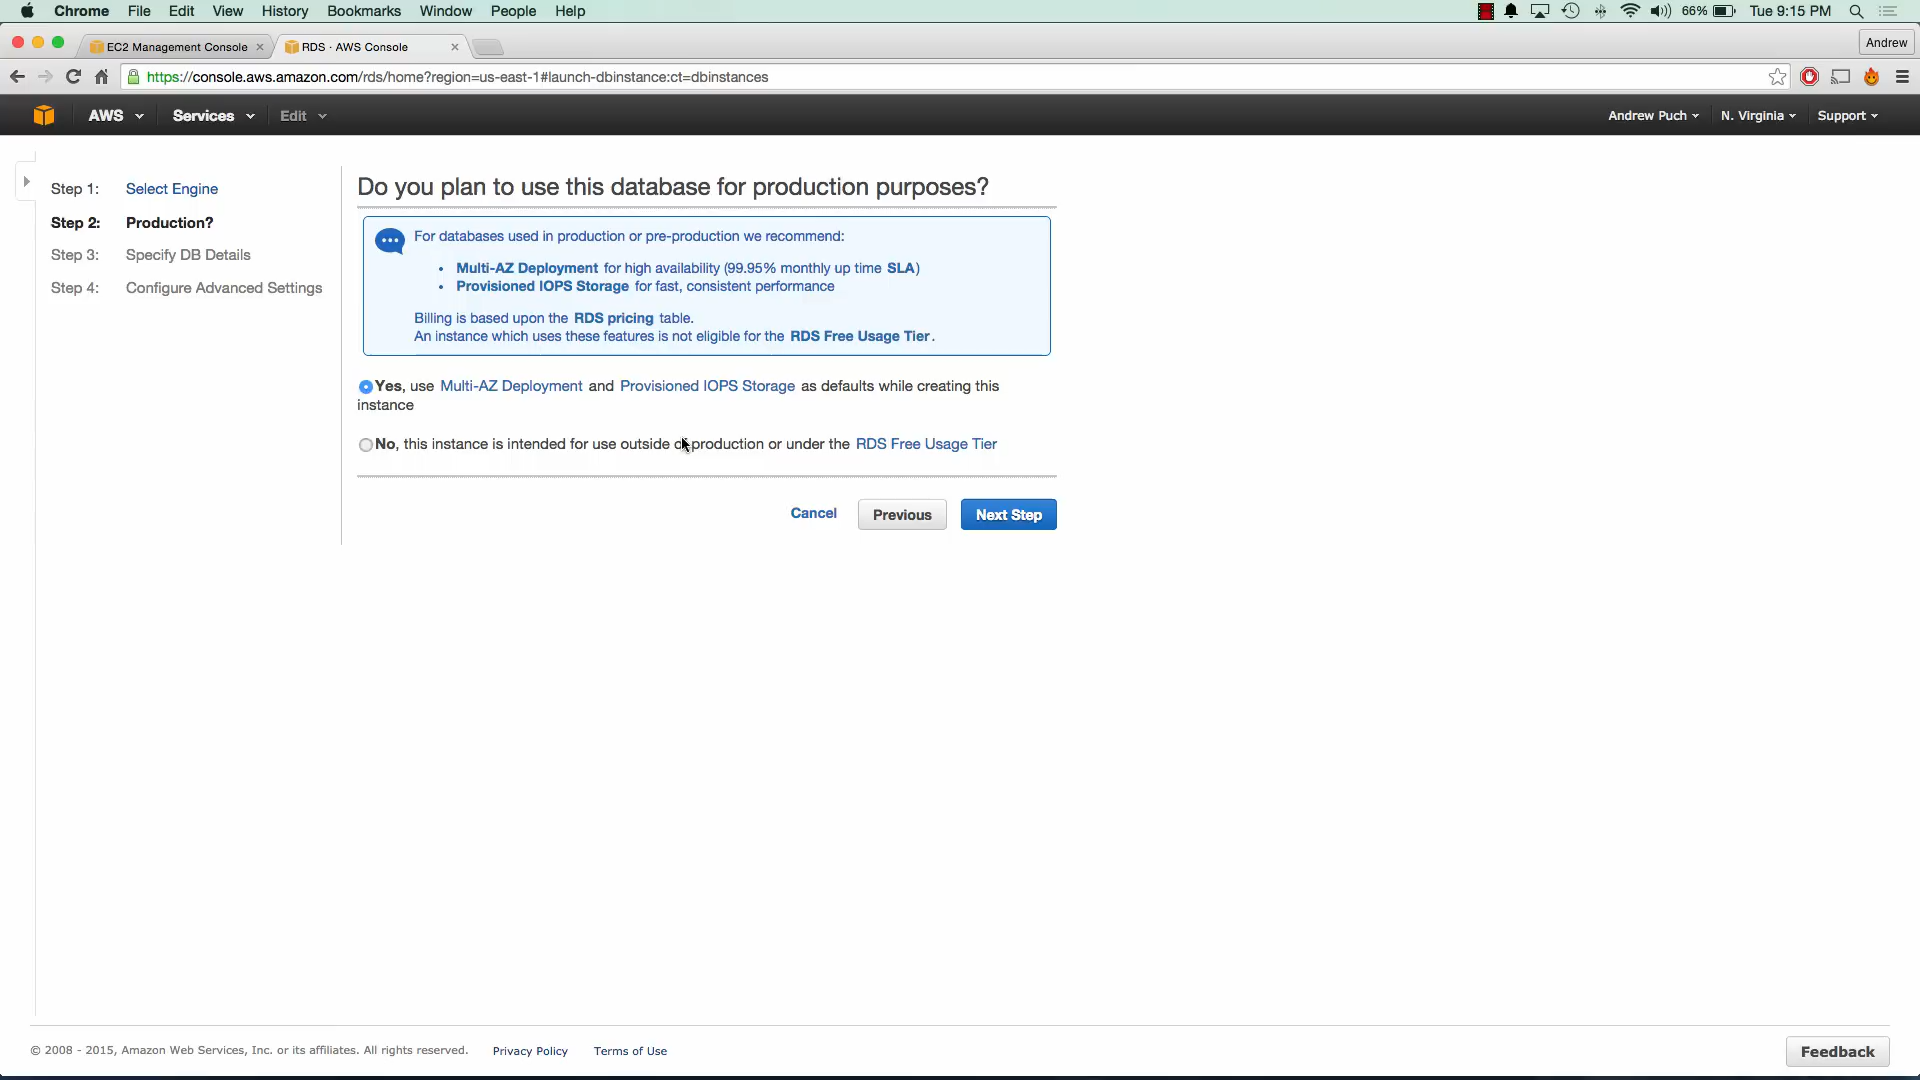 Chrome File Edit View History Bookmarks Window People Help 66% Tue 9:15 PM
EC2 Management Console RDS · AWS Console Andrew
https://console.aws.amazon.com/rds/home?region=us-east-1#launch-dbinstance:ct=dbinstances
AWS Services Edit Andrew Puch N. Virginia Support
Step 1: Select Engine
Step 2: Production?
Step 3: Specify DB Details
Step 4: Configure Advanced Settings
Do you plan to use this database for production purposes?
For databases used in production or pre-production we recommend:
• Multi-AZ Deployment for high availability (99.95% monthly up time SLA)
• Provisioned IOPS Storage for fast, consistent performance
Billing is based upon the RDS pricing table.
An instance which uses these features is not eligible for the RDS Free Usage Tier.
Yes, use Multi-AZ Deployment and Provisioned IOPS Storage as defaults while creating this
instance
No, this instance is intended for use outside of production or under the RDS Free Usage Tier
Cancel Previous Next Step
© 2008 - 2015, Amazon Web Services, Inc. or its affiliates. All rights reserved. Privacy Policy Terms of Use
Feedback